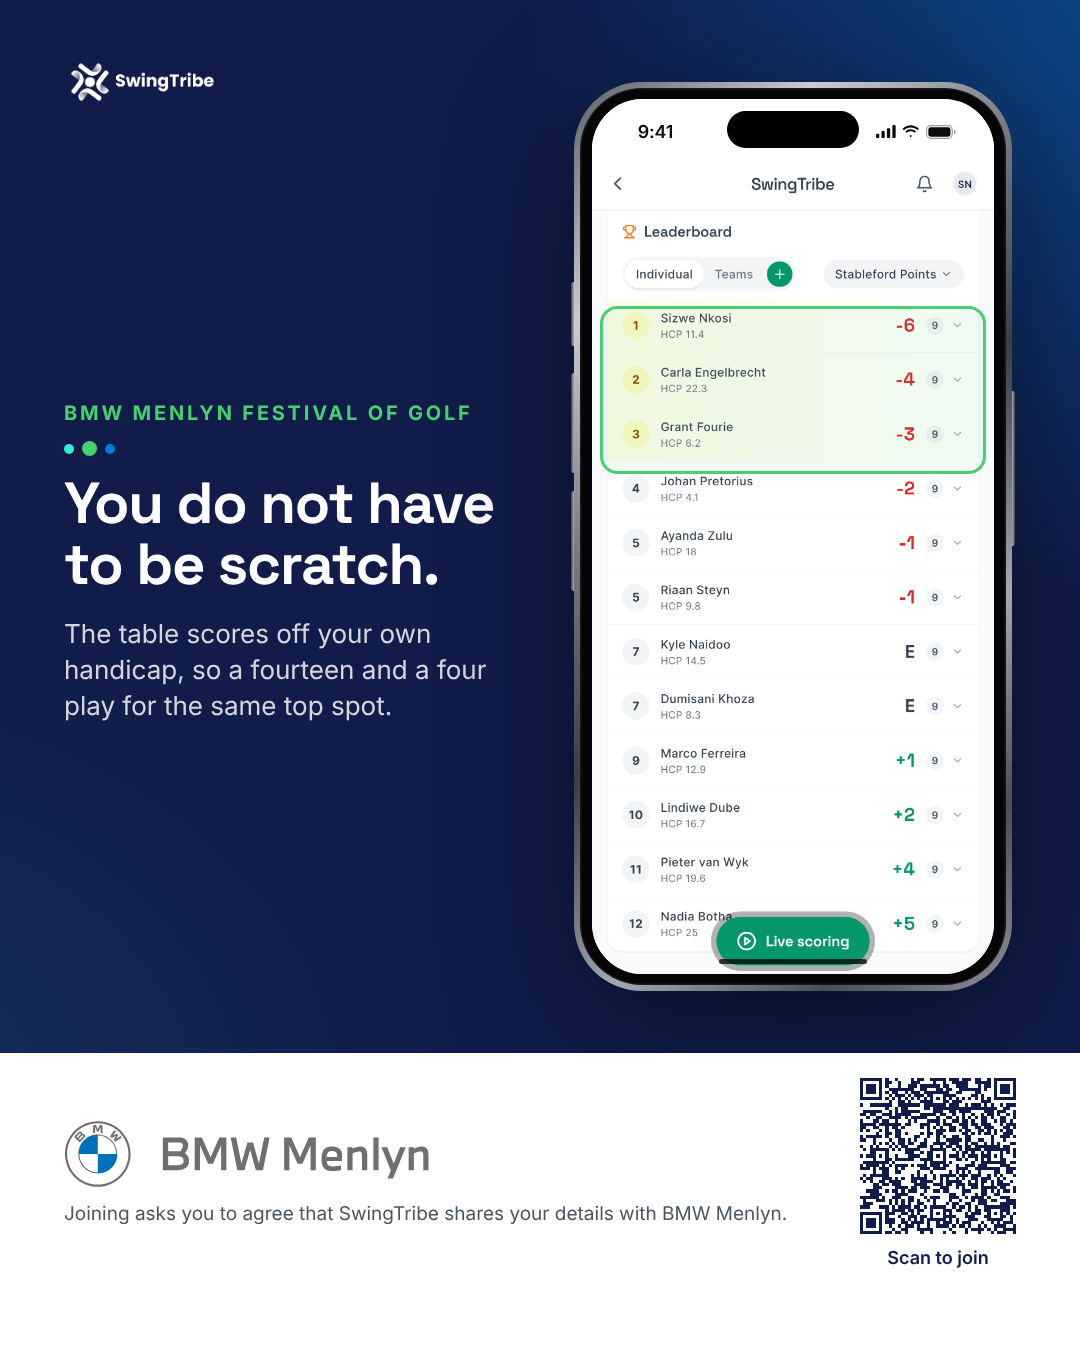 SwingTribe
BMW MENLYN FESTIVAL OF GOLF
You do not have
to be scratch.
The table scores off your own
handicap, so a fourteen and a four
play for the same top spot.
9:41
SwingTribe
SN
Leaderboard
Individual
Teams
Stableford Points
1
Sizwe Nkosi
HCP 11.4
-6
9
2
Carla Engelbrecht
HCP 22.3
-4
9
3
Grant Fourie
HCP 6.2
-3
9
4
Johan Pretorius
HCP 4.1
-2
9
5
Ayanda Zulu
HCP 18
-1
9
5
Riaan Steyn
HCP 9.8
-1
9
7
Kyle Naidoo
HCP 14.5
E
9
7
Dumisani Khoza
HCP 8.3
E
9
9
Marco Ferreira
HCP 12.9
+1
9
10
Lindiwe Dube
HCP 16.7
+2
9
11
Pieter van Wyk
HCP 19.6
+4
9
12
Nadia Botha
HCP 25
+5
9
Live scoring
BMW
BMW Menlyn
Joining asks you to agree that SwingTribe shares your details with BMW Menlyn.
Scan to join